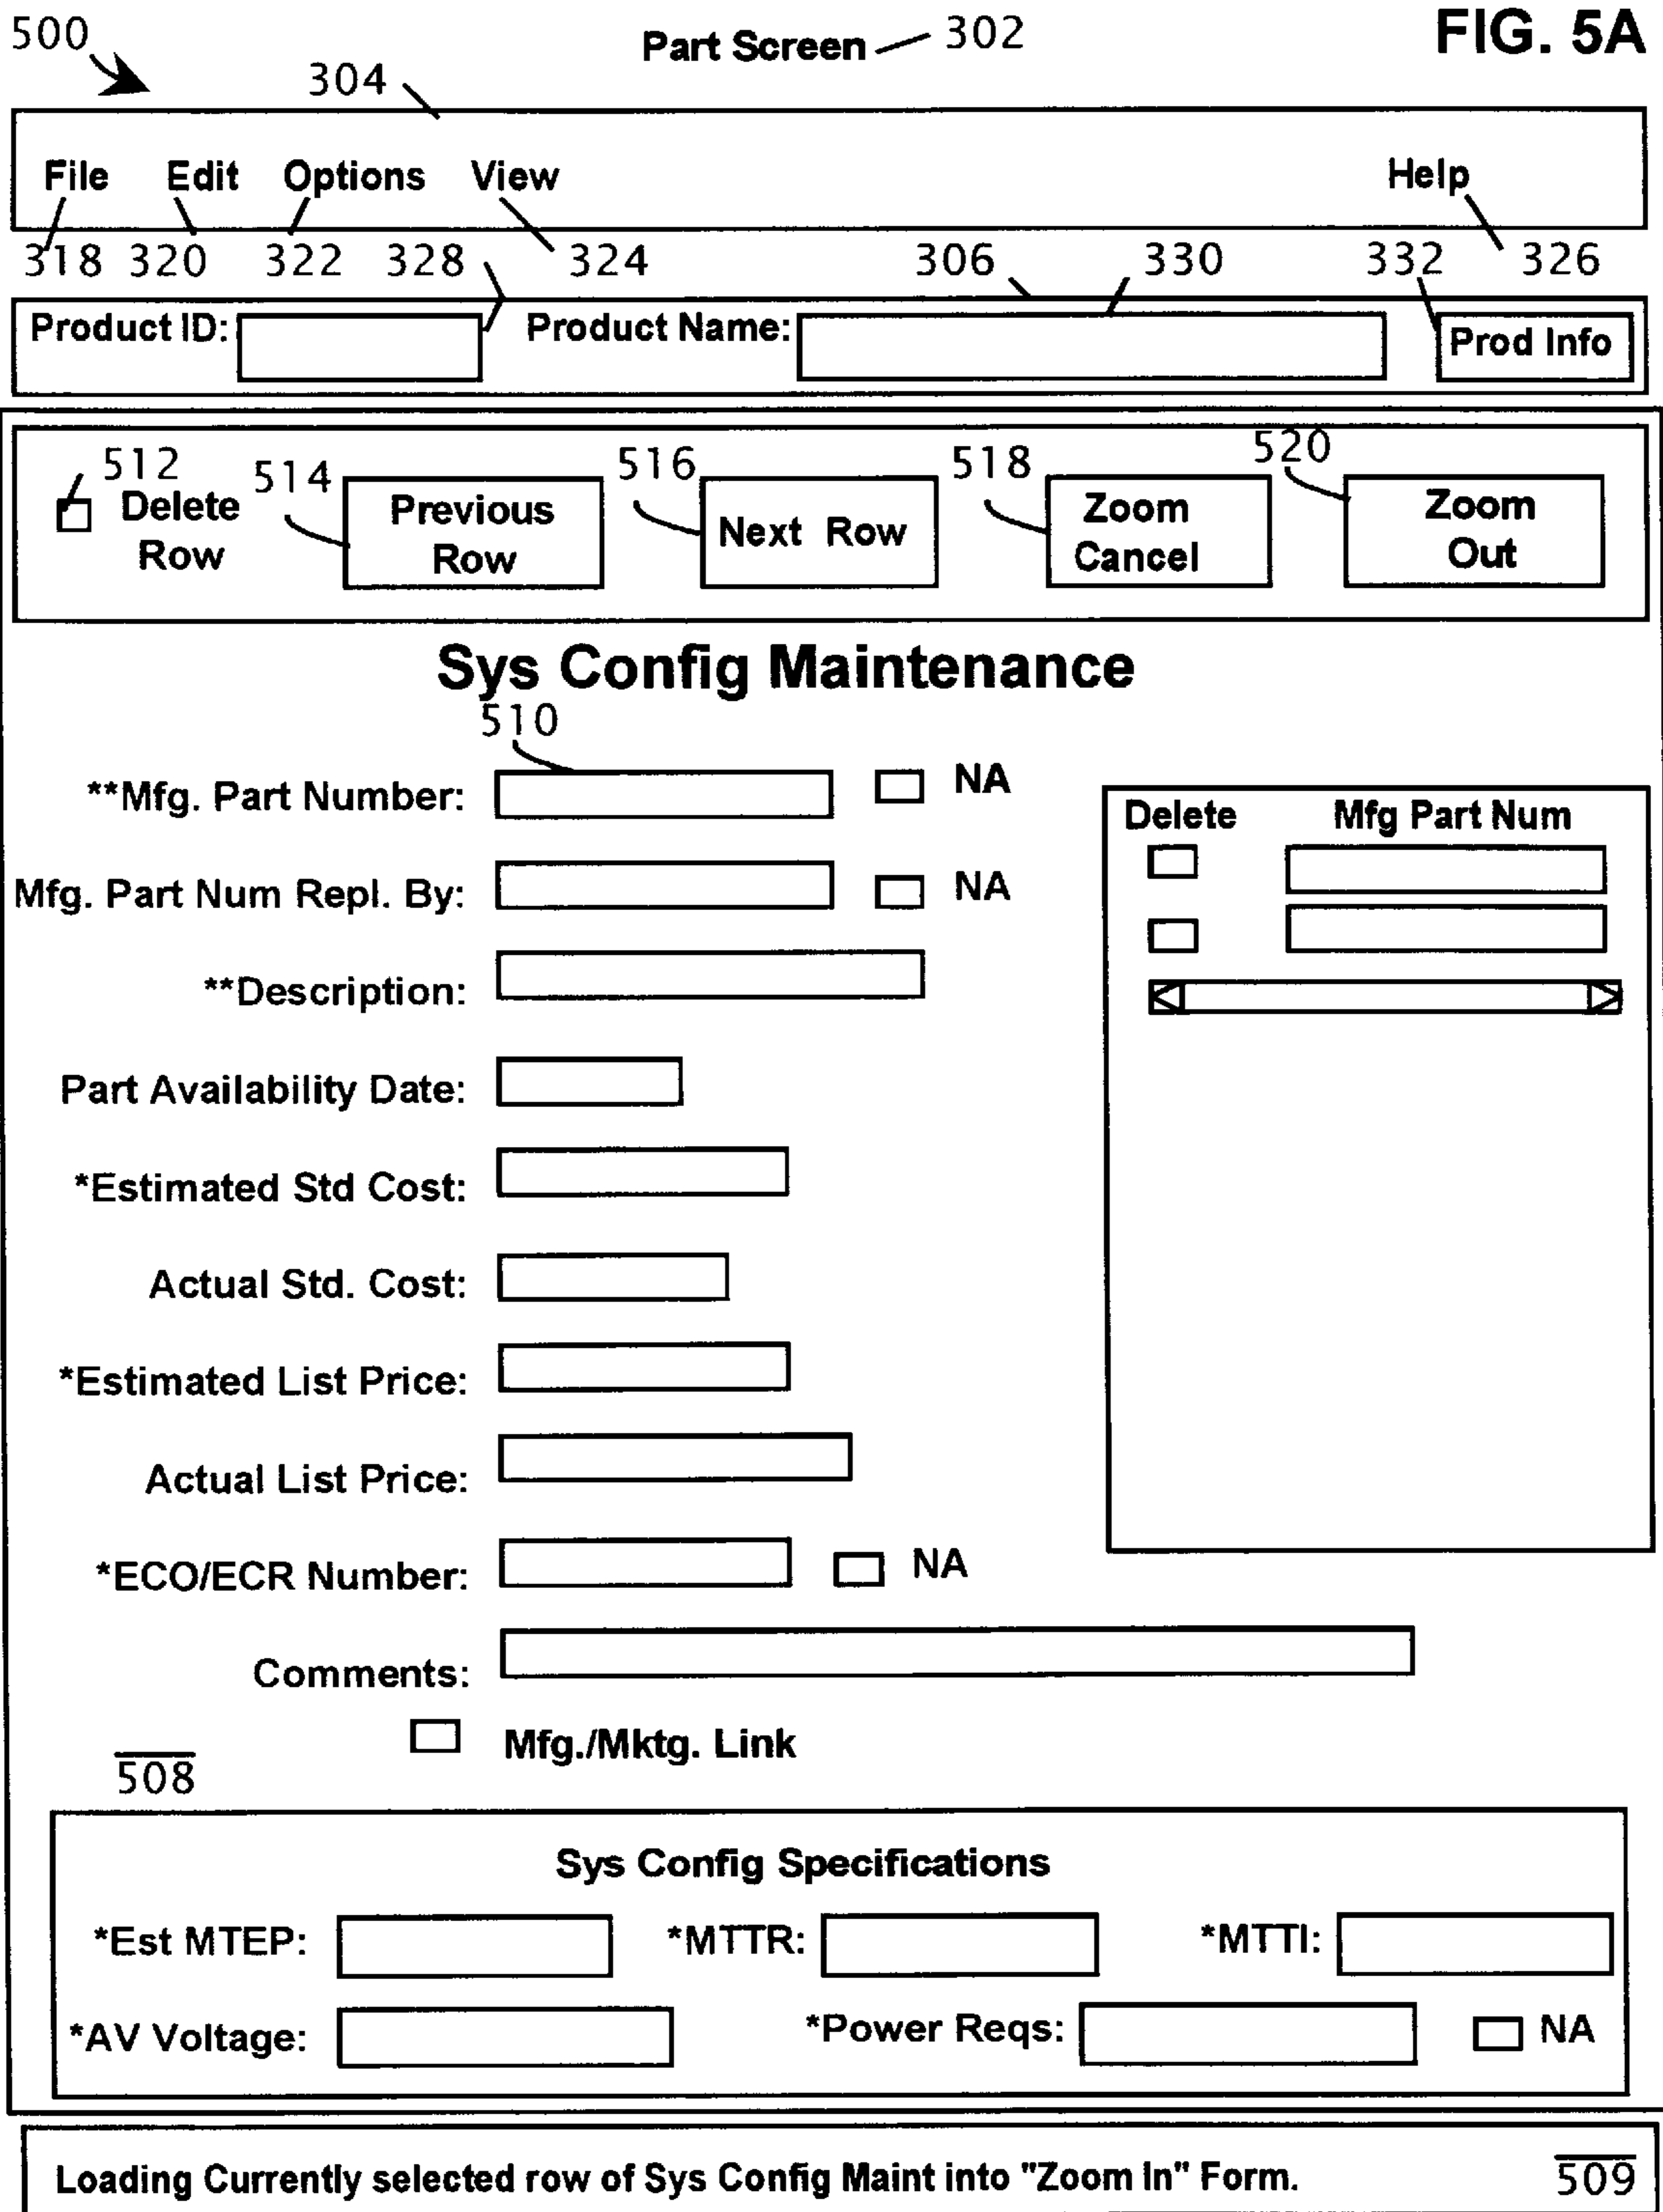 500 Part Screen 302 FIG. 5A
304
File Edit Options View Help
318 320 322 328 324 306 330 332 326
Product ID: Product Name: Prod Info
512 514 516 518 520
Delete Row Previous Row Next Row Zoom Cancel Zoom Out
Sys Config Maintenance
510
**Mfg. Part Number: NA
Delete Mfg Part Num
Mfg. Part Num Repl. By: NA
**Description:
Part Availability Date:
*Estimated Std Cost:
Actual Std. Cost:
*Estimated List Price:
Actual List Price:
*ECO/ECR Number: NA
Comments:
Mfg./Mktg. Link
508
Sys Config Specifications
*Est MTEP: *MTTR: *MTTI:
*AV Voltage: *Power Reqs: NA
Loading Currently selected row of Sys Config Maint into "Zoom In" Form. 509